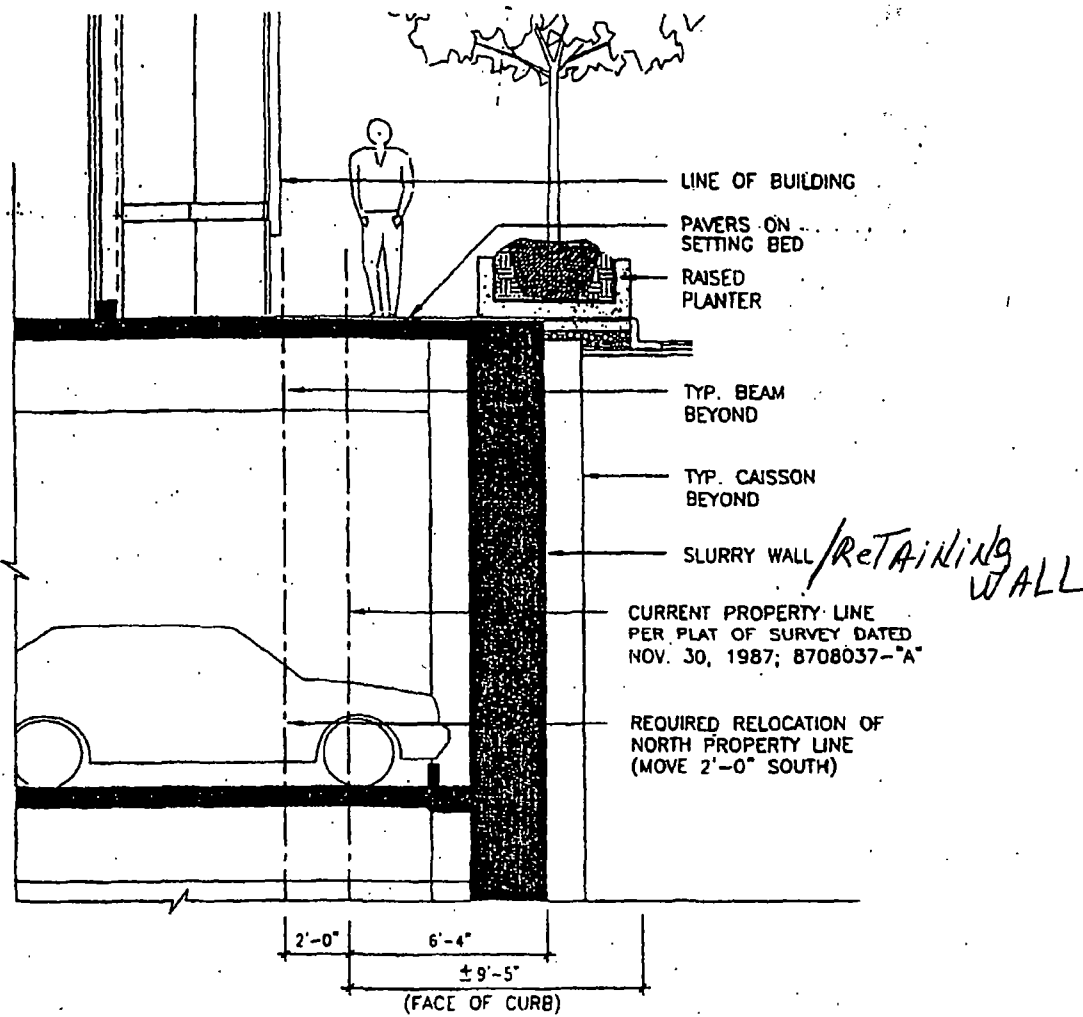 LINE OF BUILDING
PAVERS ON
SETTING BED
RAISED
PLANTER
TYP. BEAM
BEYOND
TYP. CAISSON
BEYOND
SLURRY WALL /ReTAiNiNg
WALL
CURRENT PROPERTY LINE
PER PLAT OF SURVEY DATED
NOV. 30, 1987; 8708037-"A"
REQUIRED RELOCATION OF
NORTH PROPERTY LINE
(MOVE 2'-0" SOUTH)
2'-0" 6'-4"
±9'-5"
(FACE OF CURB)